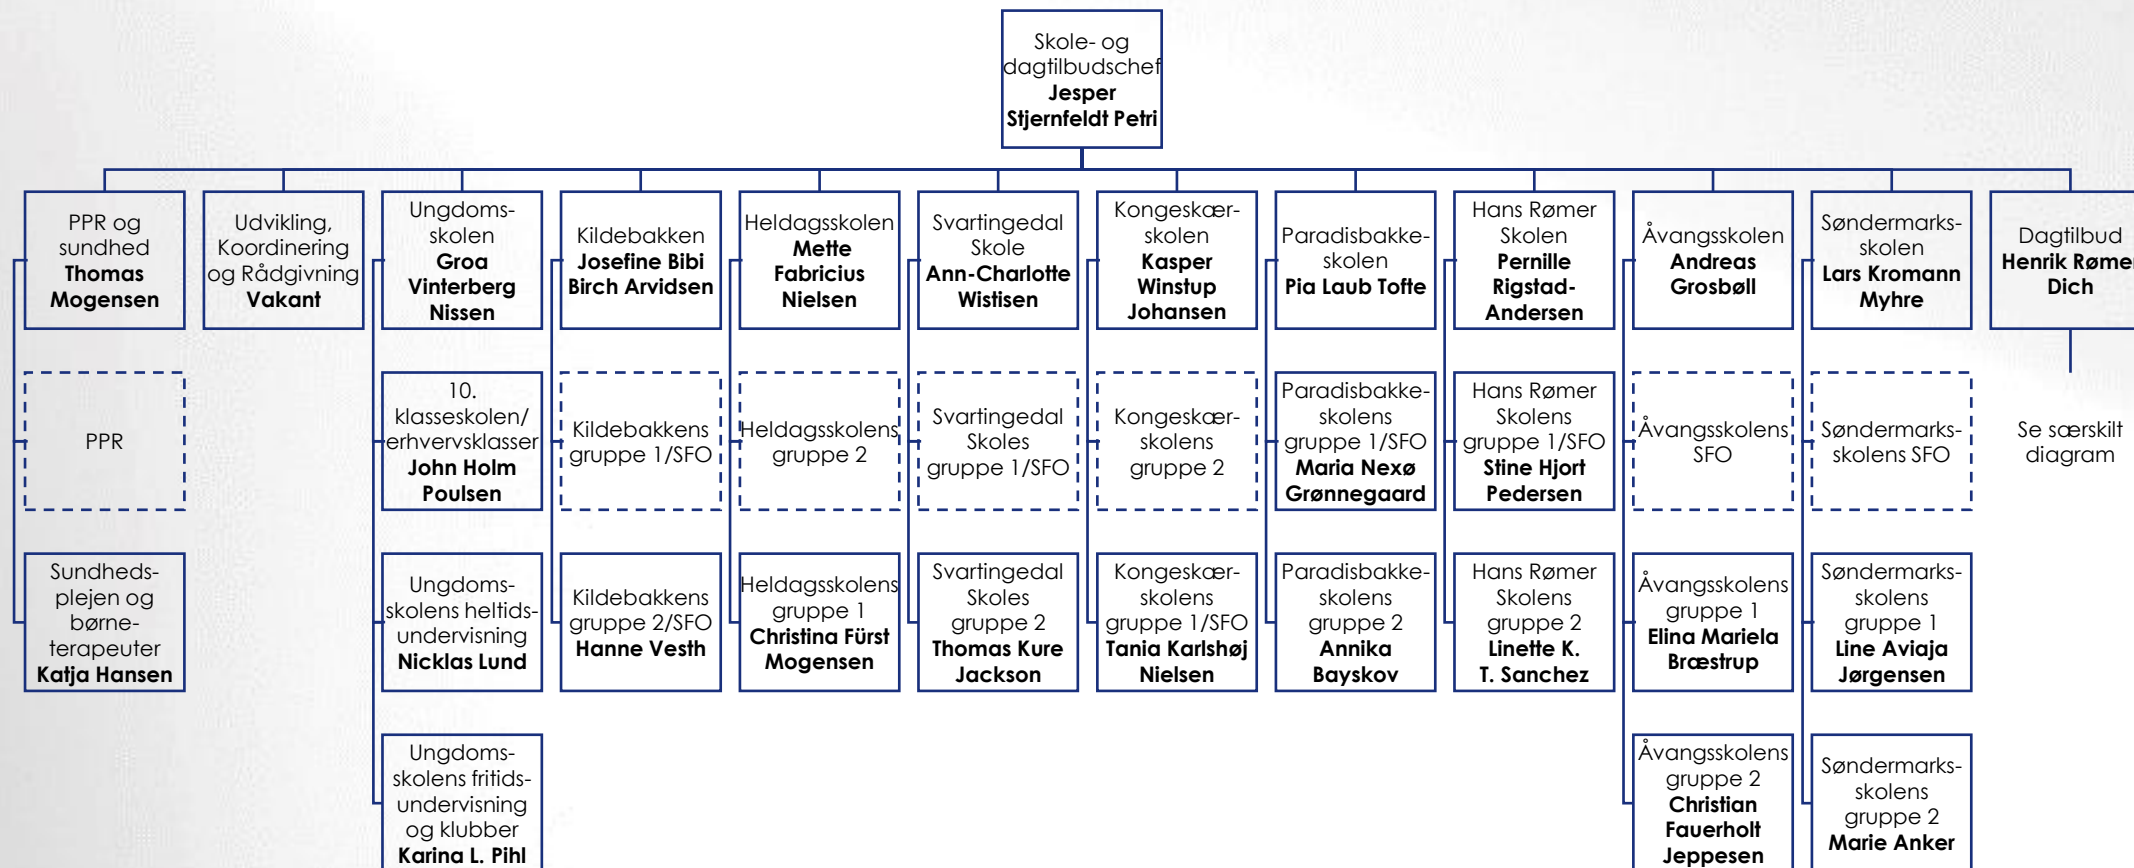 Skole- og
dagtilbudschef
Jesper
Stjernfeldt Petri
PPR og
sundhed
Thomas
Mogensen
Udvikling,
Koordinering
og Rådgivning
Vakant
Ungdoms-
skolen
Groa
Vinterberg
Nissen
Kildebakken
Josefine Bibi
Birch Arvidsen
Heldagsskolen
Mette
Fabricius
Nielsen
Svartingedal
Skole
Ann-Charlotte
Wistisen
Kongeskær-
skolen
Kasper
Winstup
Johansen
Paradisbakke-
skolen
Pia Laub Tofte
Hans Rømer
Skolen
Pernille
Rigstad-
Andersen
Åvangsskolen
Andreas
Grosbøll
Søndermarks-
skolen
Lars Kromann
Myhre
Dagtilbud
Henrik Rømer
Dich
PPR
10.
klasseskolen/
erhvervsklasser
John Holm
Poulsen
Kildebakkens
gruppe 1/SFO
Heldagsskolens
gruppe 2
Svartingedal
Skoles
gruppe 1/SFO
Kongeskær-
skolens
gruppe 2
Paradisbakke-
skolens
gruppe 1/SFO
Maria Nexø
Grønnegaard
Hans Rømer
Skolens
gruppe 1/SFO
Stine Hjort
Pedersen
Åvangsskolens
SFO
Søndermarks-
skolens SFO
Se særskilt
diagram
Sundheds-
plejen og
børne-
terapeuter
Katja Hansen
Ungdoms-
skolens heltids-
undervisning
Nicklas Lund
Kildebakkens
gruppe 2/SFO
Hanne Vesth
Heldagsskolens
gruppe 1
Christina Fürst
Mogensen
Svartingedal
Skoles
gruppe 2
Thomas Kure
Jackson
Kongeskær-
skolens
gruppe 1/SFO
Tania Karlshøj
Nielsen
Paradisbakke-
skolens
gruppe 2
Annika
Bayskov
Hans Rømer
Skolens
gruppe 2
Linette K.
T. Sanchez
Åvangsskolens
gruppe 1
Elina Mariela
Bræstrup
Søndermarks-
skolens
gruppe 1
Line Aviaja
Jørgensen
Ungdoms-
skolens fritids-
undervisning
og klubber
Karina L. Pihl
Åvangsskolens
gruppe 2
Christian
Fauerholt
Jeppesen
Søndermarks-
skolens
gruppe 2
Marie Anker